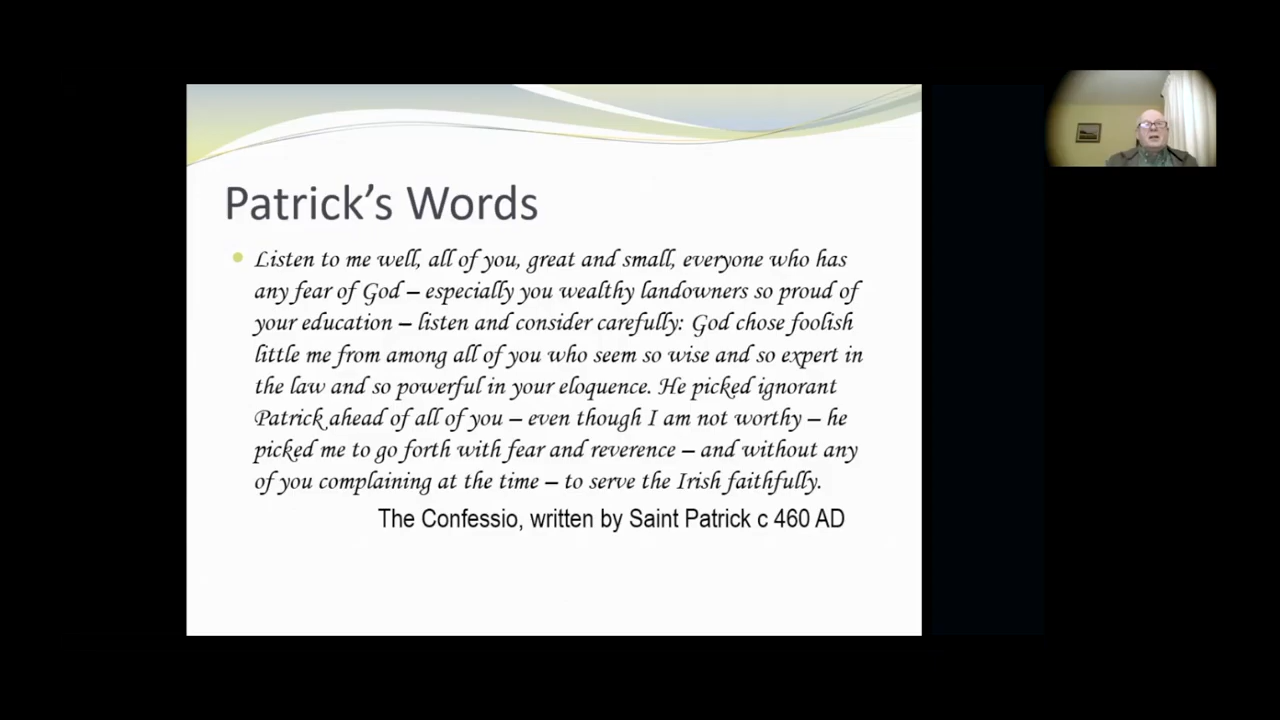 Patrick's Words
Listen to me well, all of you, great and small, everyone who has
any fear of God – especially you wealthy landowners so proud of
your education – listen and consider carefully: God chose foolish
little me from among all of you who seem so wise and so expert in
the law and so powerful in your eloquence. He picked ignorant
Patrick ahead of all of you – even though I am not worthy – he
picked me to go forth with fear and reverence – and without any
of you complaining at the time – to serve the Irish faithfully.
The Confessio, written by Saint Patrick c 460 AD